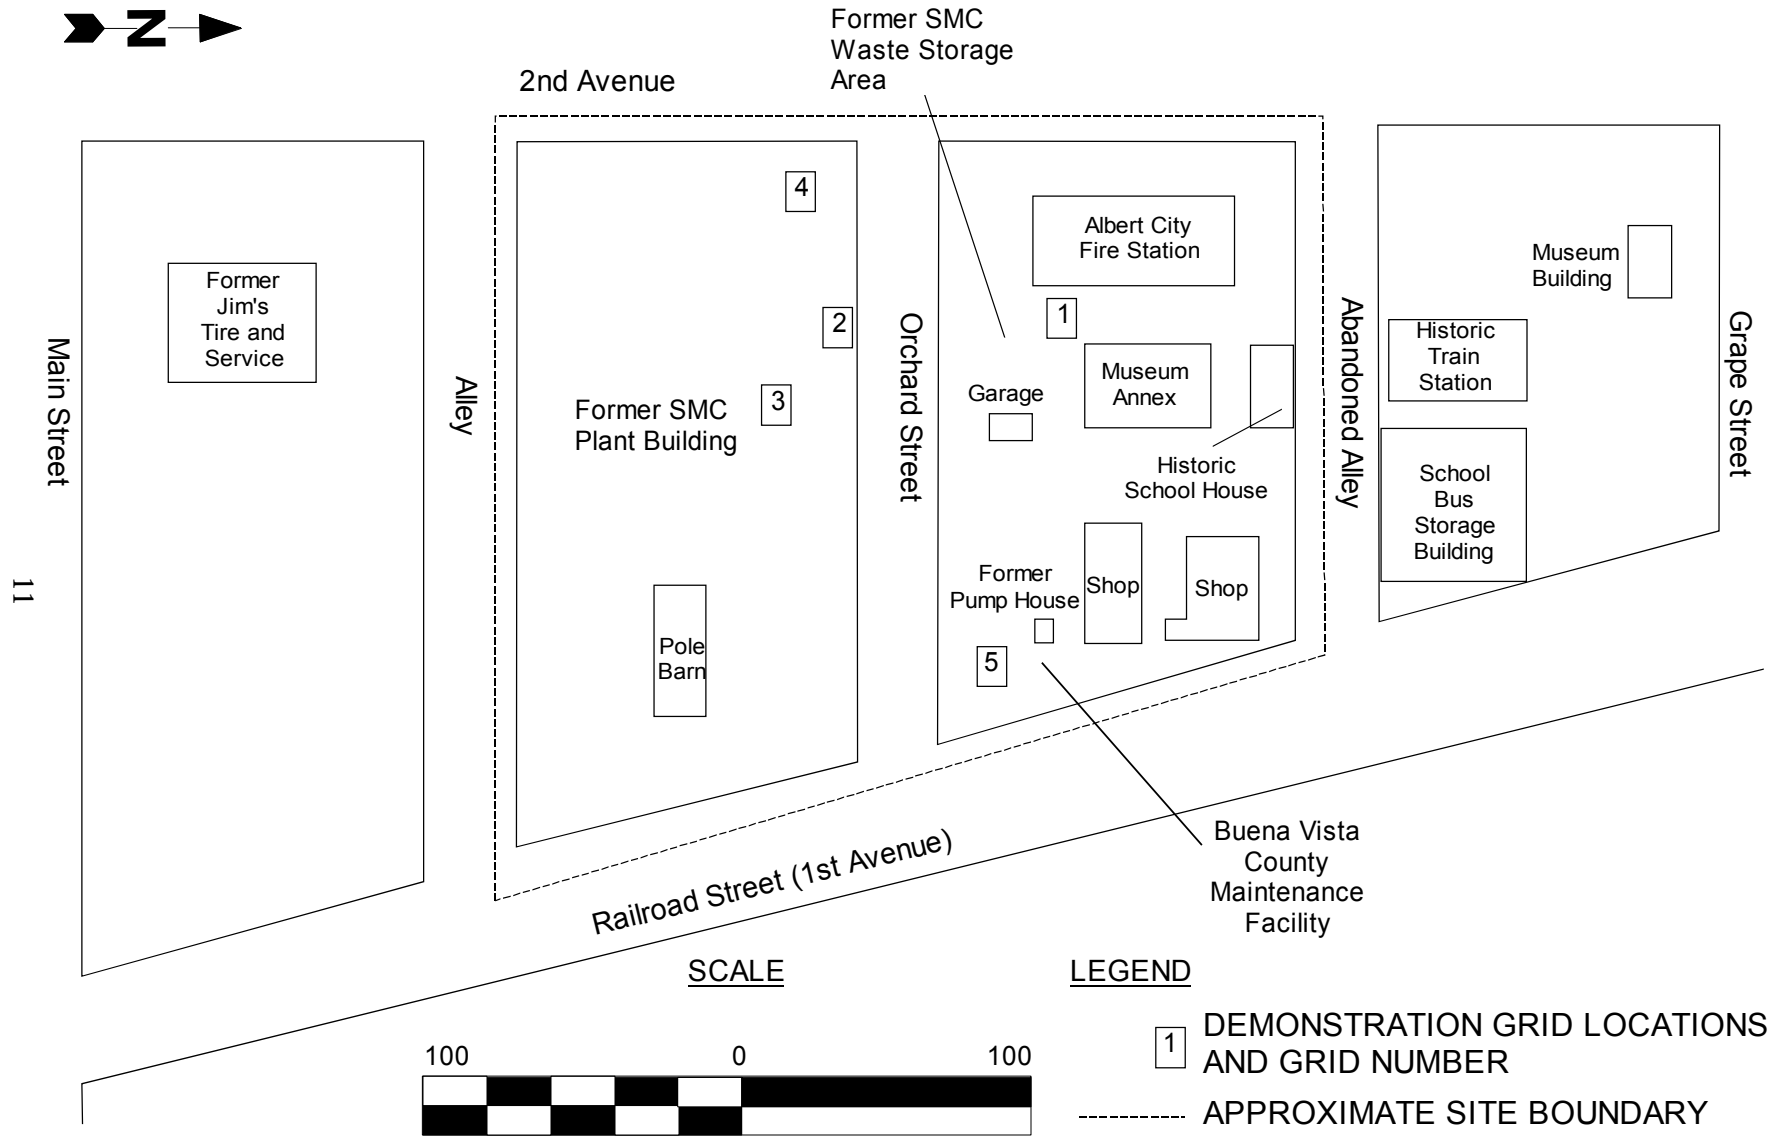 N
Former SMC
Waste Storage
Area
2nd Avenue
4
Albert City
Fire Station
Museum
Building
Former
Jim's
Tire and
Service
1
2
Historic
Train
Station
Main Street
Alley
Orchard Street
Abandoned Alley
Grape Street
Museum
Annex
Garage
3
Former SMC
Plant Building
Historic
School House
School
Bus
Storage
Building
Former
Pump House
Shop
Shop
11
Pole
Barn
5
Railroad Street (1st Avenue)
Buena Vista
County
Maintenance
Facility
SCALE
100 0 100
LEGEND
1 DEMONSTRATION GRID LOCATIONS
AND GRID NUMBER
APPROXIMATE SITE BOUNDARY